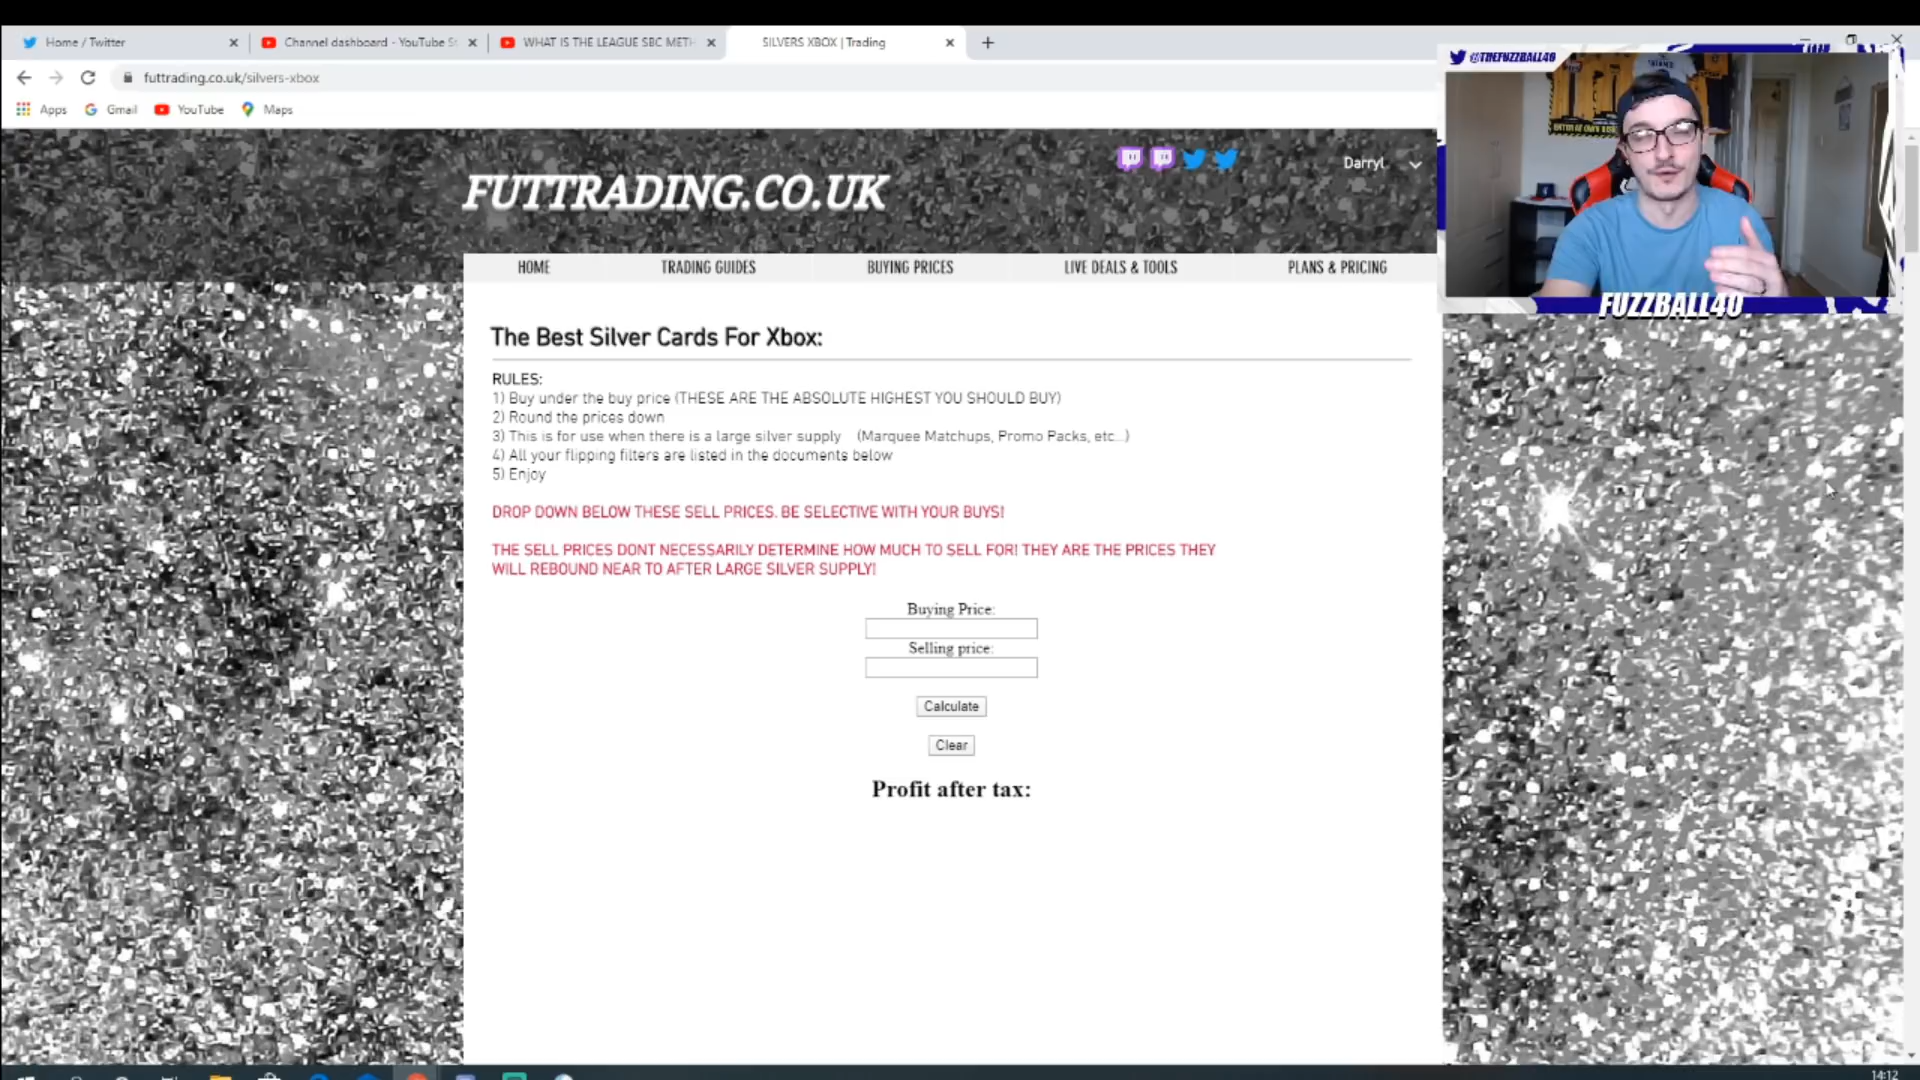 Home / Twitter
Channel dashboard - YouTube St
WHAT IS THE LEAGUE SBC METH
SILVERS XBOX | Trading
futtrading.co.uk/silvers-xbox
Apps
Gmail
YouTube
Maps
@THEFUZZBALL40
FUTTRADING.CO.UK
Darryl
HOME
TRADING GUIDES
BUYING PRICES
LIVE DEALS & TOOLS
PLANS & PRICING
FUZZBALL40
The Best Silver Cards For Xbox:
RULES:
1) Buy under the buy price (THESE ARE THE ABSOLUTE HIGHEST YOU SHOULD BUY)
2) Round the prices down
3) This is for use when there is a large silver supply (Marquee Matchups, Promo Packs, etc...)
4) All your flipping filters are listed in the documents below
5) Enjoy
DROP DOWN BELOW THESE SELL PRICES. BE SELECTIVE WITH YOUR BUYS!
THE SELL PRICES DONT NECESSARILY DETERMINE HOW MUCH TO SELL FOR! THEY ARE THE PRICES THEY
WILL REBOUND NEAR TO AFTER LARGE SILVER SUPPLY!
Buying Price:
Selling price:
Calculate
Clear
Profit after tax:
14:12